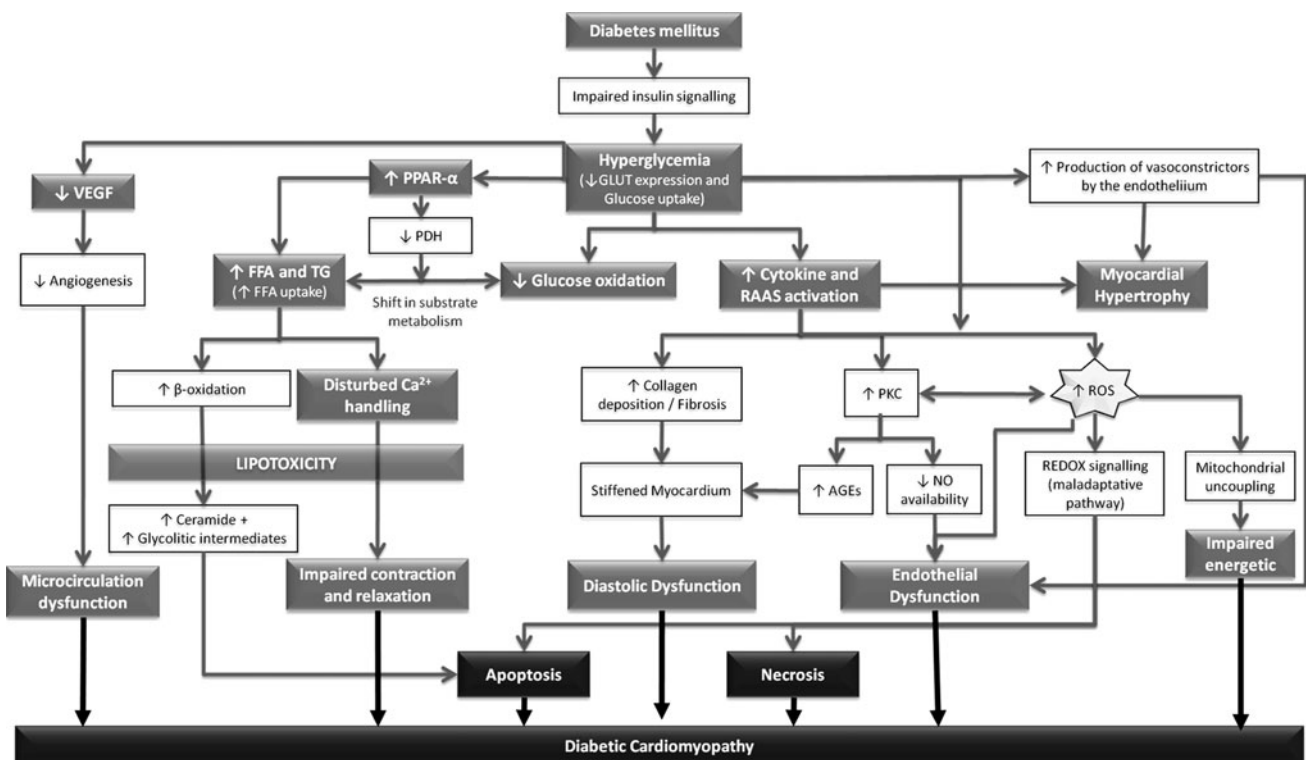 Diabetes mellitus
Impaired insulin signalling
Hyperglycemia
(↓GLUT expression and
Glucose uptake)
↑ Production of vasoconstrictors
by the endotheliium
↓ VEGF
↑ PPAR-α
↓ PDH
↓ Angiogenesis
↑ FFA and TG
(↑ FFA uptake)
Shift in substrate
metabolism
↓ Glucose oxidation
↑ Cytokine and
RAAS activation
Myocardial
Hypertrophy
↑ β-oxidation
Disturbed Ca²⁺
handling
↑ Collagen
deposition / Fibrosis
↑ PKC
↑ ROS
LIPOTOXICITY
Stiffened Myocardium
↑ AGEs
↓ NO
availability
REDOX signalling
(maladaptative
pathway)
Mitochondrial
uncoupling
↑ Ceramide +
↑ Glycolitic intermediates
Microcirculation
dysfunction
Impaired contraction
and relaxation
Diastolic Dysfunction
Endothelial
Dysfunction
Impaired
energetic
Apoptosis
Necrosis
Diabetic Cardiomyopathy